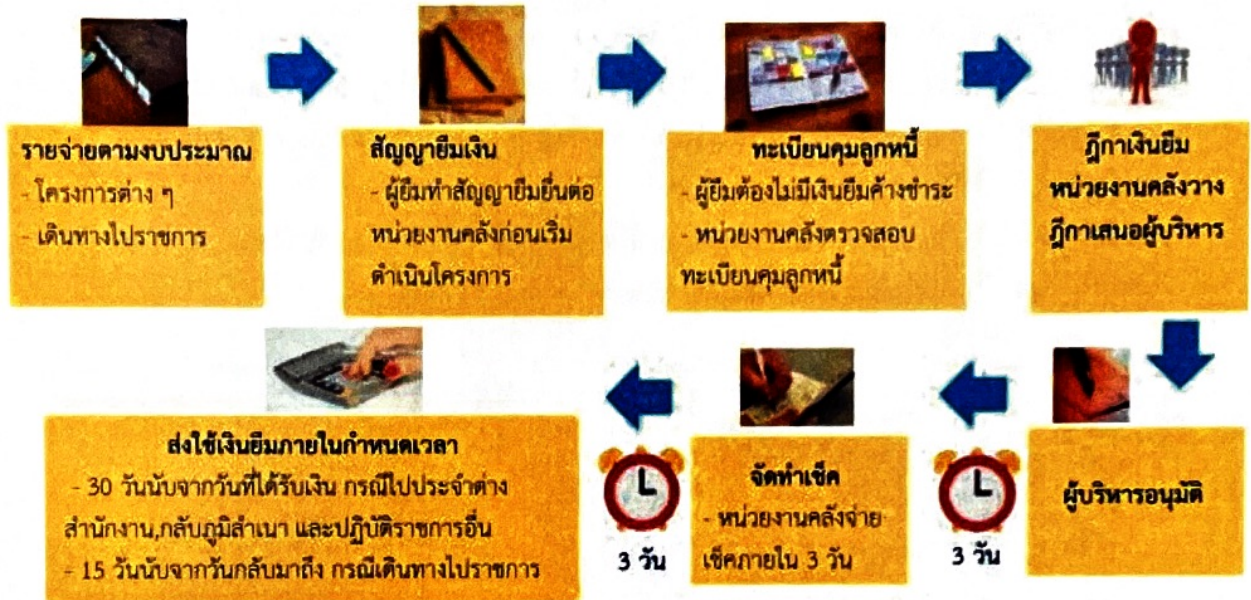 รายจ่ายตามงบประมาณ
- โครงการต่าง ๆ
- เดินทางไปราชการ
สัญญายืมเงิน
- ผู้ยืมทำสัญญายืมยื่นต่อ
หน่วยงานคลังก่อนเริ่ม
ดำเนินโครงการ
ทะเบียนคุมลูกหนี้
- ผู้ยืมต้องไม่มีเงินยืมค้างชำระ
- หน่วยงานคลังตรวจสอบ
ทะเบียนคุมลูกหนี้
ฎีกาเงินยืม
หน่วยงานคลังวาง
ฎีกาเสนอผู้บริหาร
ผู้บริหารอนุมัติ
3 วัน
จัดทำเช็ค
- หน่วยงานคลังจ่าย
เช็คภายใน 3 วัน
3 วัน
ส่งใช้เงินยืมภายในกำหนดเวลา
- 30 วันนับจากวันที่ได้รับเงิน กรณีไปประจำต่าง
สำนักงาน,กลับภูมิลำเนา และปฏิบัติราชการอื่น
- 15 วันนับจากวันกลับมาถึง กรณีเดินทางไปราชการ